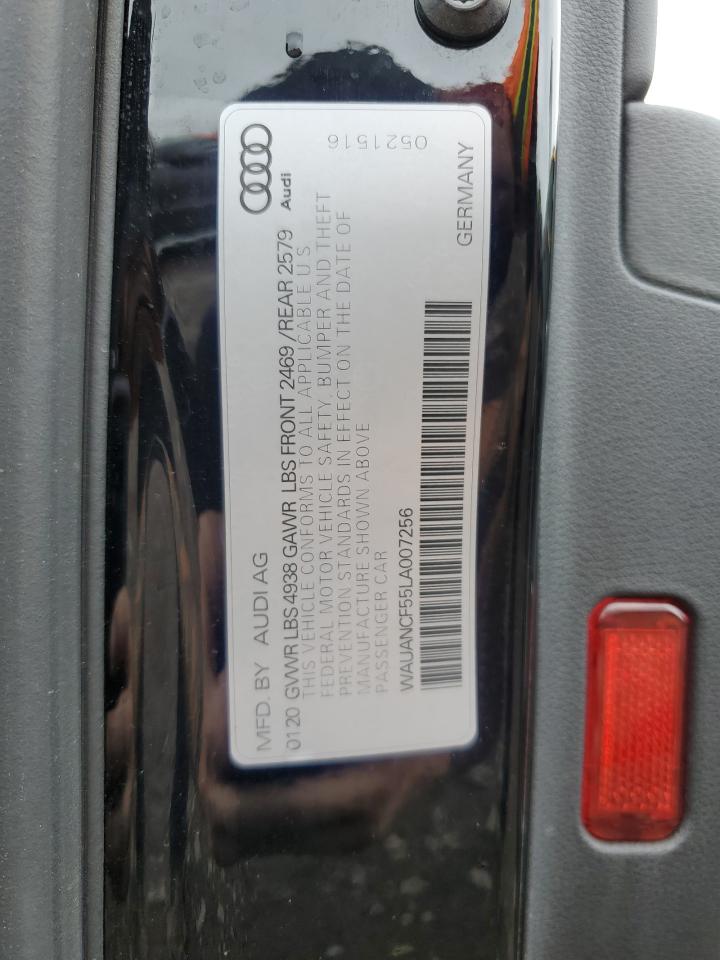 MFD. BY AUDI AG
Audi
0120 GVWR LBS 4938 GAWR LBS FRONT 2469 /REAR 2579
THIS VEHICLE CONFORMS TO ALL APPLICABLE U S
FEDERAL MOTOR VEHICLE SAFETY, BUMPER AND THEFT
PREVENTION STANDARDS IN EFFECT ON THE DATE OF
MANUFACTURE SHOWN ABOVE
PASSENGER CAR
WAUANCF55LA007256
0521516
GERMANY